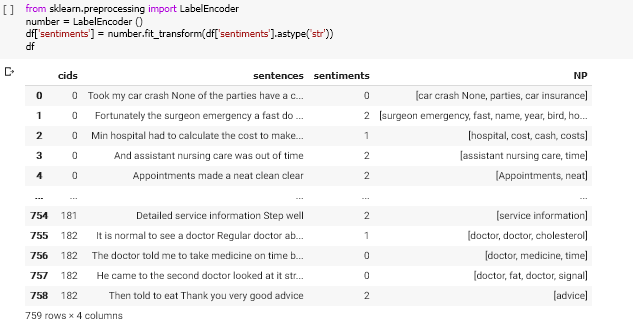 [ ] from sklearn.preprocessing import LabelEncoder
number = LabelEncoder ()
df['sentiments'] = number.fit_transform(df['sentiments'].astype('str'))
df
cids sentences sentiments NP
0 0 Took my car crash None of the parties have a c... 0 [car crash None, parties, car insurance]
1 0 Fortunately the surgeon emergency a fast do ... 2 [surgeon emergency, fast, name, year, bird, ho...
2 0 Min hospital had to calculate the cost to make... 1 [hospital, cost, cash, costs]
3 0 And assistant nursing care was out of time 2 [assistant nursing care, time]
4 0 Appointments made a neat clean clear 2 [Appointments, neat]
... ... ... ... ...
754 181 Detailed service information Step well 2 [service information]
755 182 It is normal to see a doctor Regular doctor ab... 1 [doctor, doctor, cholesterol]
756 182 The doctor told me to take medicine on time b... 0 [doctor, medicine, time]
757 182 He came to the second doctor looked at it str... 0 [doctor, fat, doctor, signal]
758 182 Then told to eat Thank you very good advice 2 [advice]
759 rows × 4 columns